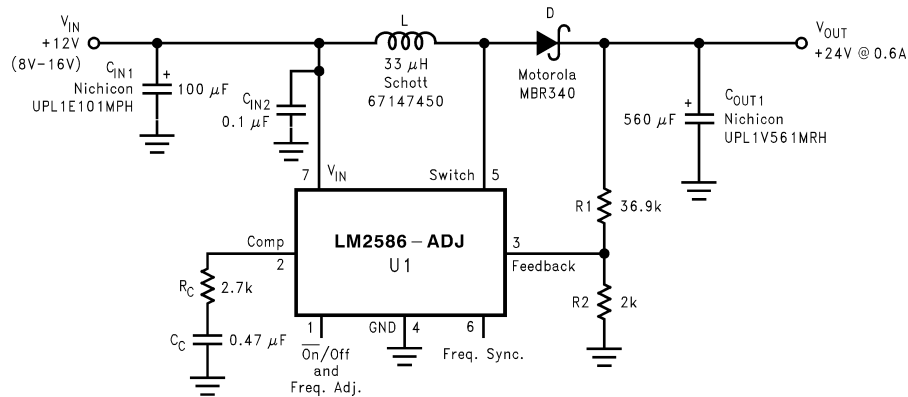 V_IN
+12V
(8V–16V)
C_IN1
Nichicon
UPL1E101MPH
+
100 μF
C_IN2
0.1 μF
L
33 μH
Schott
67147450
D
Motorola
MBR340
V_OUT
+24V @ 0.6A
+
560 μF
C_OUT1
Nichicon
UPL1V561MRH
7
V_IN
Switch
5
R1
36.9k
Comp
2
LM2586–ADJ
U1
3
Feedback
R_C
2.7k
R2
2k
C_C
0.47 μF
1
GND
4
6
O̅n̅/Off
and
Freq. Adj.
Freq. Sync.